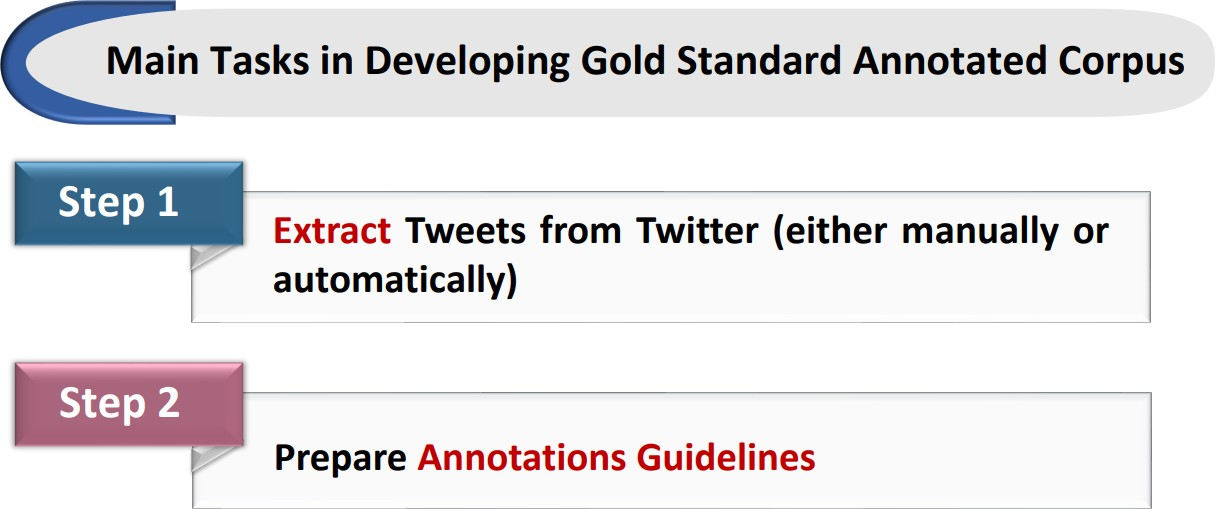 Main Tasks in Developing Gold Standard Annotated Corpus
Step 1
Extract Tweets from Twitter (either manually or
automatically)
Step 2
Prepare Annotations Guidelines